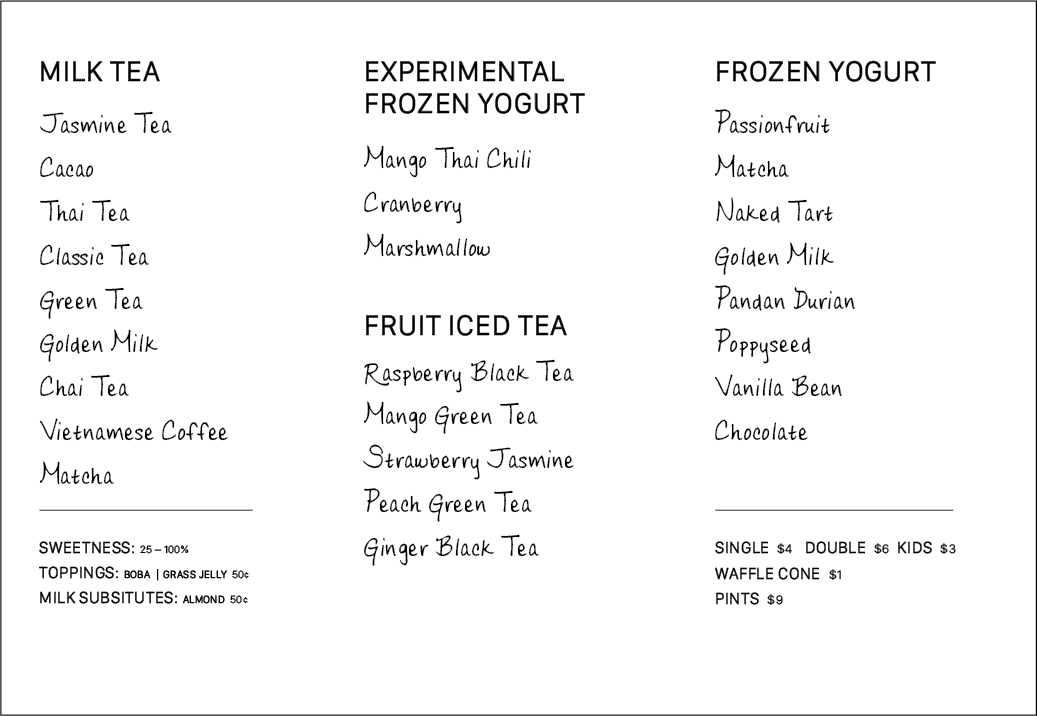 MILK TEA
Jasmine Tea
Cacao
Thai Tea
Classic Tea
Green Tea
Golden Milk
Chai Tea
Vietnamese Coffee
Matcha
SWEETNESS: 25 – 100%
TOPPINGS: BOBA | GRASS JELLY 50¢
MILK SUBSITUTES: ALMOND 50¢
EXPERIMENTAL
FROZEN YOGURT
Mango Thai Chili
Cranberry
Marshmallow
FRUIT ICED TEA
Raspberry Black Tea
Mango Green Tea
Strawberry Jasmine
Peach Green Tea
Ginger Black Tea
FROZEN YOGURT
Passionfruit
Matcha
Naked Tart
Golden Milk
Pandan Durian
Poppyseed
Vanilla Bean
Chocolate
SINGLE $4 DOUBLE $6 KIDS $3
WAFFLE CONE $1
PINTS $9